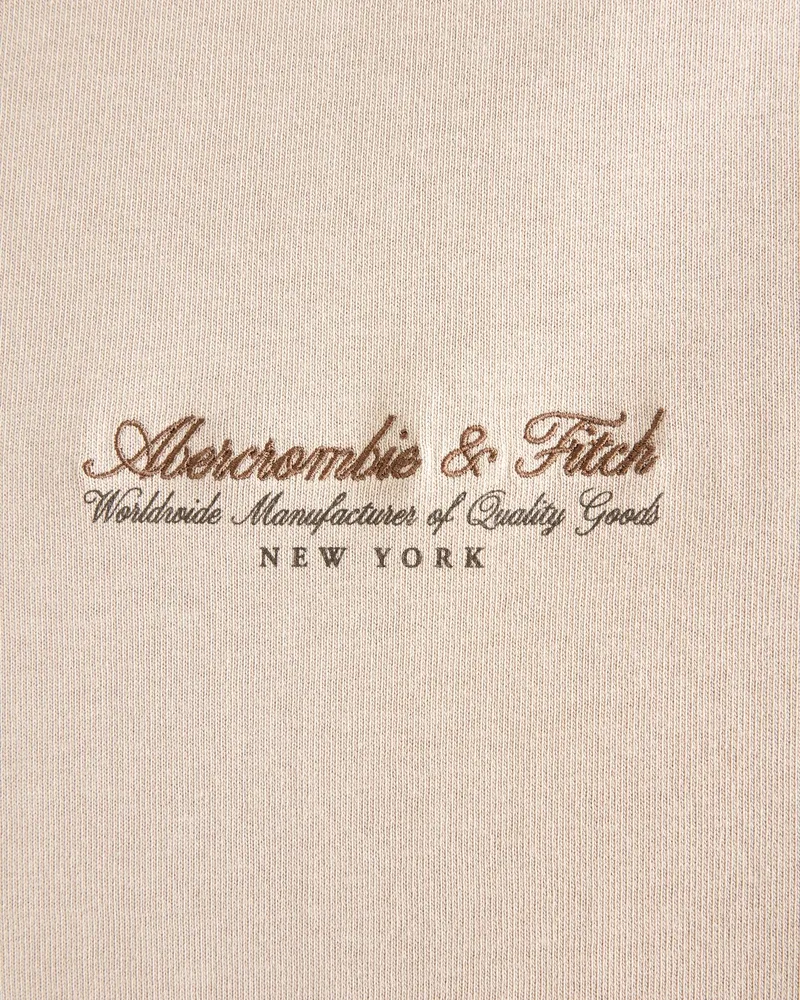 Abercrombie & Fitch
Worldwide Manufacturer of Quality Goods
NEW YORK